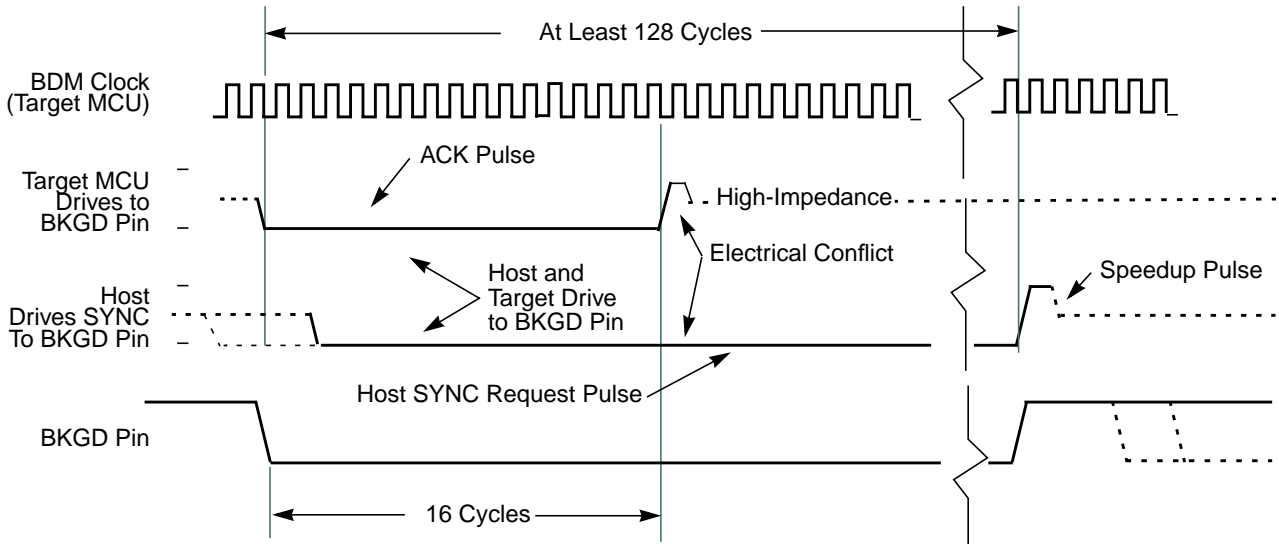 At Least 128 Cycles
BDM Clock
(Target MCU)
ACK Pulse
Target MCU
Drives to
BKGD Pin
High-Impedance
Electrical Conflict
Host and
Target Drive
to BKGD Pin
Speedup Pulse
Host
Drives SYNC
To BKGD Pin
Host SYNC Request Pulse
BKGD Pin
16 Cycles